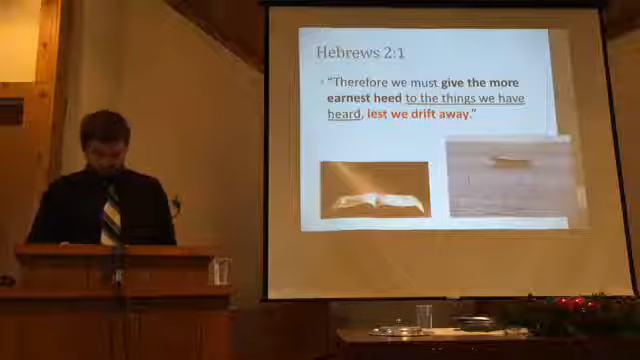 Hebrews 2:1
“Therefore we must give the more
earnest heed to the things we have
heard, lest we drift away.”